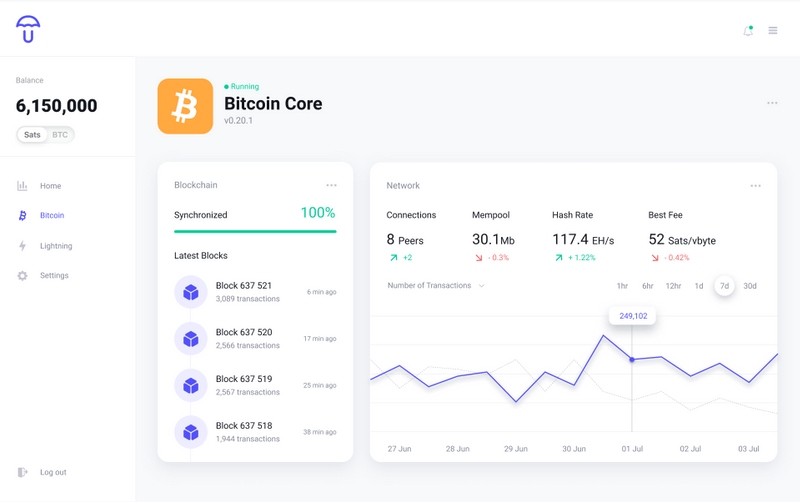 Balance
6,150,000
Sats BTC
Home
Bitcoin
Lightning
Settings
Log out
Running
Bitcoin Core
v0.20.1
Blockchain
Synchronized 100%
Latest Blocks
Block 637 521
3,089 transactions
6 min ago
Block 637 520
2,566 transactions
17 min ago
Block 637 519
2,567 transactions
25 min ago
Block 637 518
1,944 transactions
38 min ago
Network
Connections Mempool Hash Rate Best Fee
8 Peers 30.1Mb 117.4 EH/s 52 Sats/vbyte
+2 - 0.3% + 1.22% - 0.42%
Number of Transactions 1hr 6hr 12hr 1d 7d 30d
249,102
27 Jun 28 Jun 29 Jun 30 Jun 01 Jul 02 Jul 03 Jul